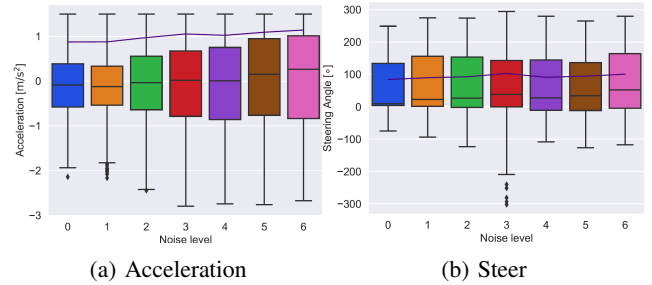 Acceleration [m/s²]
1
0
−1
−2
−3
0 1 2 3 4 5 6
Noise level
(a) Acceleration
Steering Angle [∘]
300
200
100
0
−100
−200
−300
0 1 2 3 4 5 6
Noise level
(b) Steer